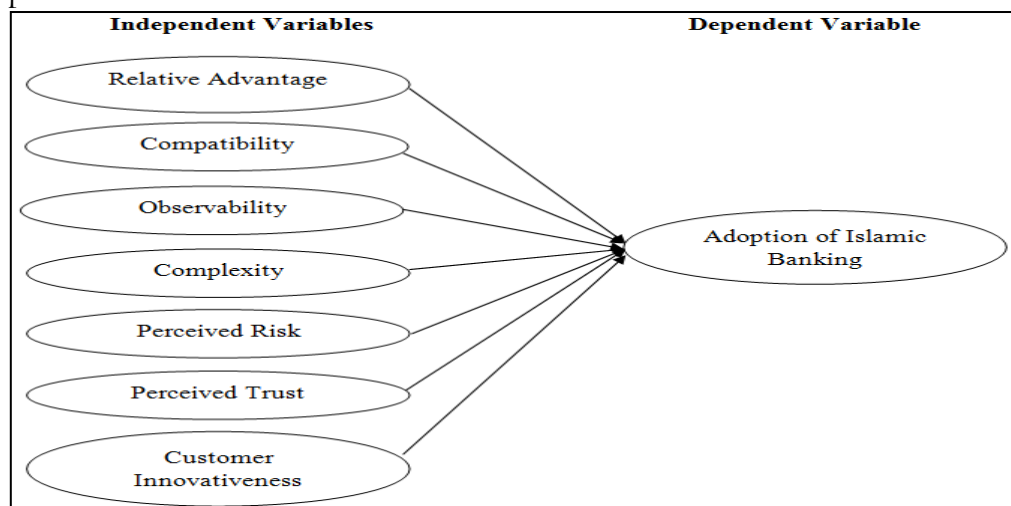 Independent Variables
Dependent Variable
Relative Advantage
Compatibility
Observability
Complexity
Perceived Risk
Perceived Trust
Customer
Innovativeness
Adoption of Islamic
Banking